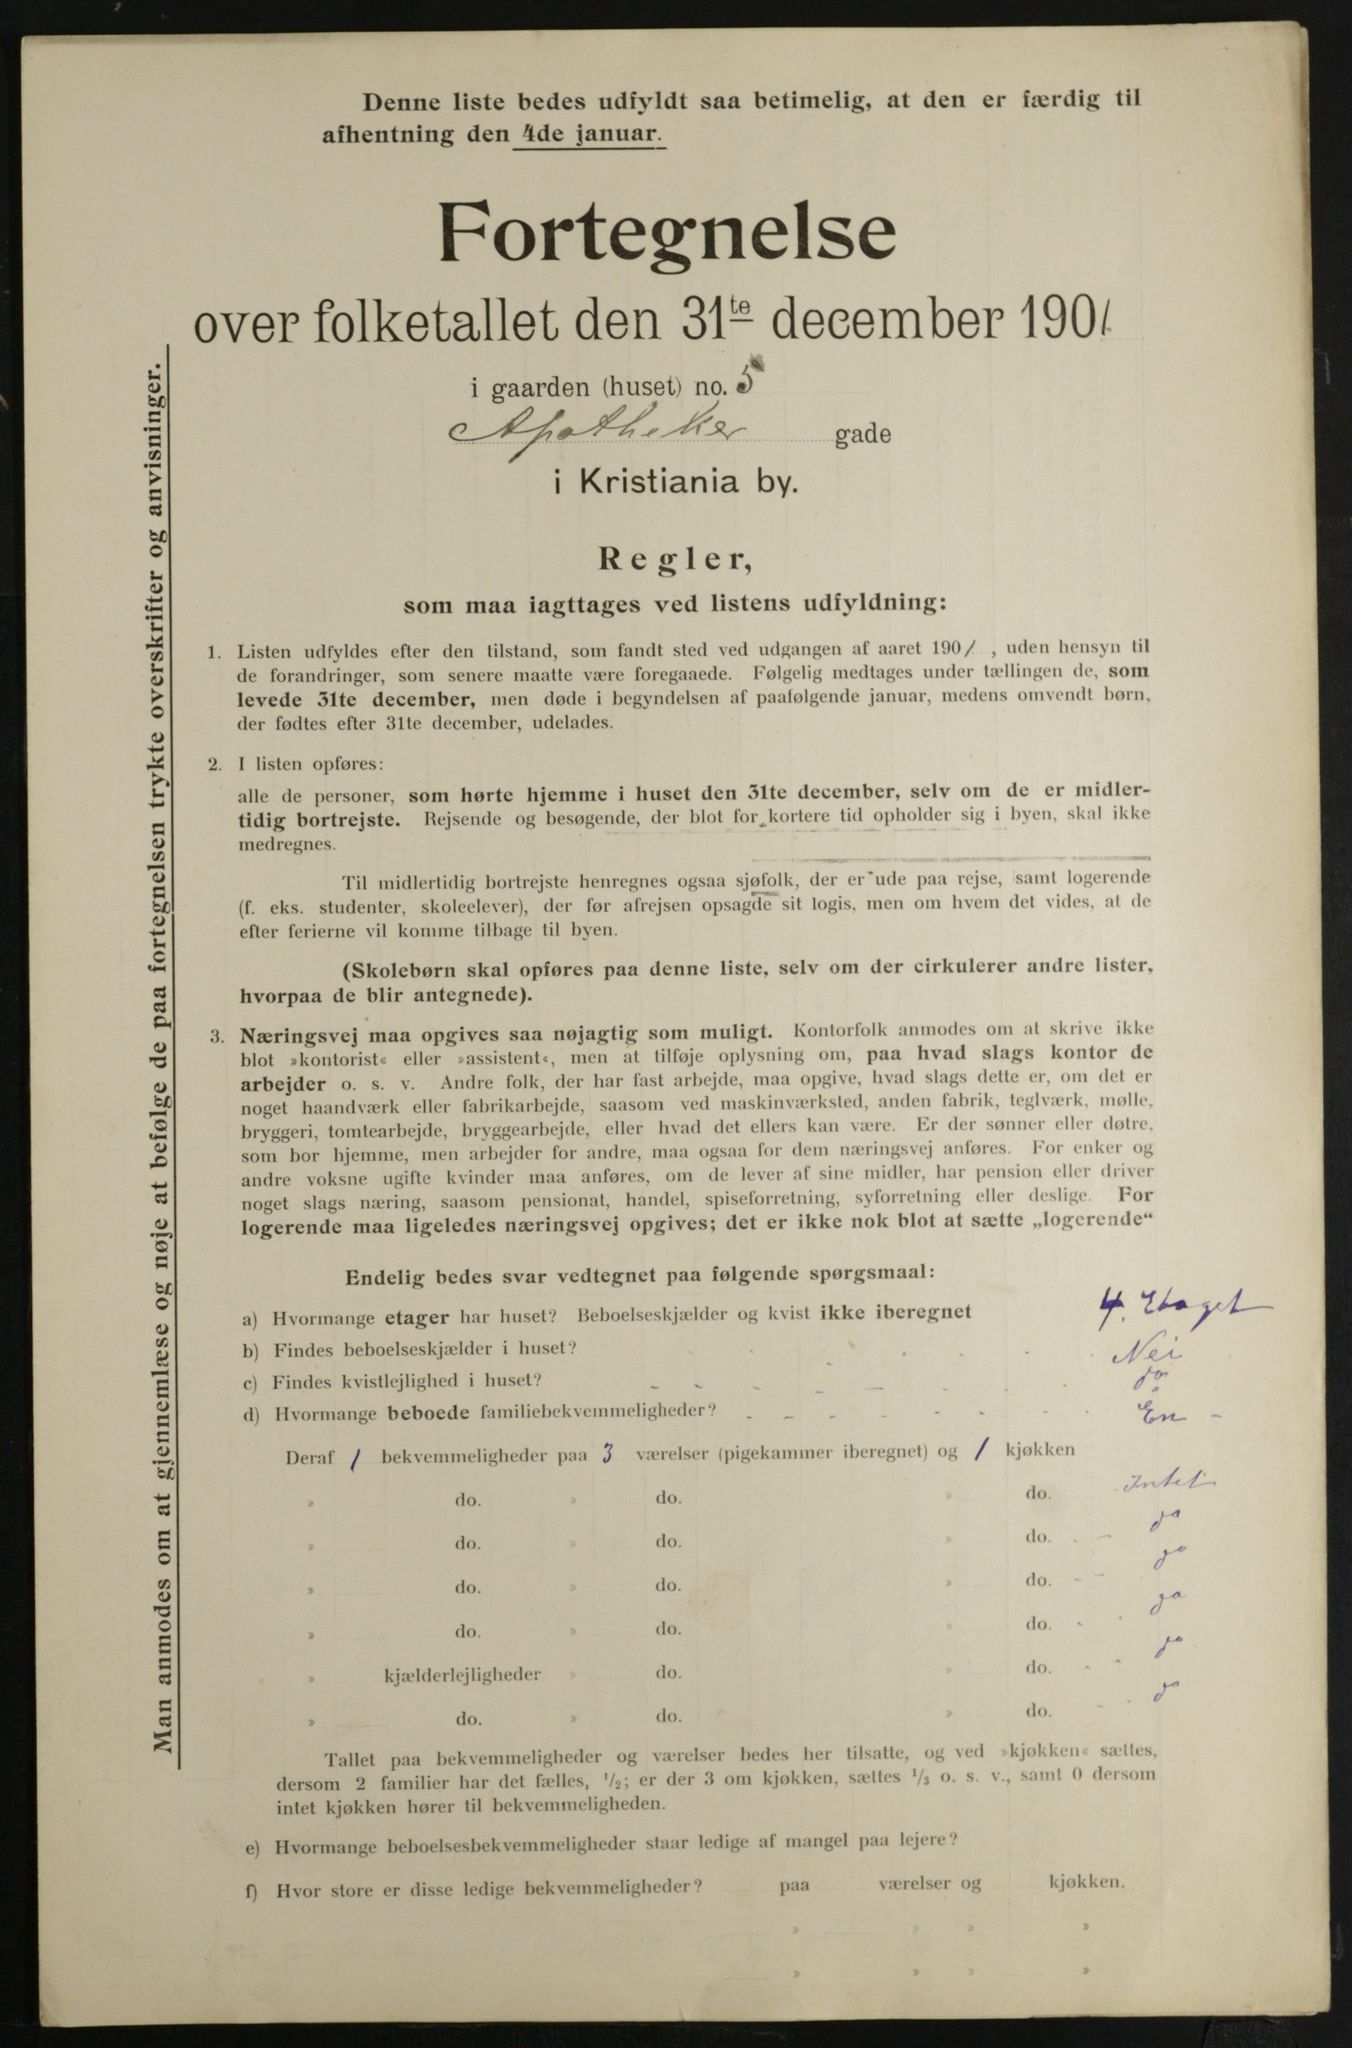 Denne liste bedes udfyldt saa betimelig, at den er færdig til
afhentning den 4de januar.
Fortegnelse
over folketallet den 31te december 1901
i gaarden (huset) no. 5
Apotheker gade
i Kristiania by.
Regler,
som maa iagttages ved listens udfyldning:
1. Listen udfyldes efter den tilstand, som fandt sted ved udgangen af aaret 1901, uden hensyn til
de forandringer, som senere maatte være foregaaede. Følgelig medtages under tællingen de, som
levede 31te december, men døde i begyndelsen af paafølgende januar, medens omvendt børn,
der fødtes efter 31te december, udelades.
2. I listen opføres:
alle de personer, som hørte hjemme i huset den 31te december, selv om de er midler-
tidig bortrejste. Rejsende og besøgende, der blot for kortere tid opholder sig i byen, skal ikke
medregnes.
Til midlertidig bortrejste henregnes ogsaa sjøfolk, der er ude paa rejse, samt logerende
(f. eks. studenter, skoleelever), der før afrejsen opsagde sit logis, men om hvem det vides, at de
efter ferierne vil komme tilbage til byen.
(Skolebørn skal opføres paa denne liste, selv om der cirkulerer andre lister,
hvorpaa de blir antegnede).
3. Næringsvej maa opgives saa nøjagtig som muligt. Kontorfolk anmodes om at skrive ikke
blot »kontorist« eller »assistent«, men at tilføje oplysning om, paa hvad slags kontor de
arbejder o. s. v. Andre folk, der har fast arbejde, maa opgive, hvad slags dette er, om det er
noget haandværk eller fabrikarbejde, saasom ved maskinværksted, anden fabrik, teglværk, mølle,
bryggeri, tomtearbejde, bryggearbejde, eller hvad det ellers kan være. Er der sønner eller døtre,
som bor hjemme, men arbejder for andre, maa ogsaa for dem næringsvej anføres. For enker og
andre voksne ugifte kvinder maa anføres, om de lever af sine midler, har pension eller driver
noget slags næring, saasom pensionat, handel, spiseforretning, syforretning eller deslige. For
logerende maa ligeledes næringsvej opgives; det er ikke nok blot at sætte „logerende“
Endelig bedes svar vedtegnet paa følgende spørgsmaal:
a) Hvormange etager har huset? Beboelseskjælder og kvist ikke iberegnet 4. Etaget
b) Findes beboelseskjælder i huset? Nei
c) Findes kvistlejlighed i huset? do
d) Hvormange beboede familiebekvemmeligheder? En
Deraf 1 bekvemmeligheder paa 3 værelser (pigekammer iberegnet) og 1 kjøkken
» do. » do. » do. Intet
» do. » do. » do. do
» do. » do. » do. do
» do. » do. » do. do
» kjælderlejligheder » do. » do. do
» do. » do. » do. do
Tallet paa bekvemmeligheder og værelser bedes her tilsatte, og ved »kjøkken« sættes,
dersom 2 familier har det fælles, 1/2; er der 3 om kjøkken, sættes 1/3 o. s. v., samt 0 dersom
intet kjøkken hører til bekvemmeligheden.
e) Hvormange beboelsesbekvemmeligheder staar ledige af mangel paa lejere?
f) Hvor store er disse ledige bekvemmeligheder? paa værelser og kjøkken.
» » » »
» » » »
Man anmodes om at gjennemlæse og nøje at befølge de paa fortegnelsen trykte overskrifter og anvisninger.